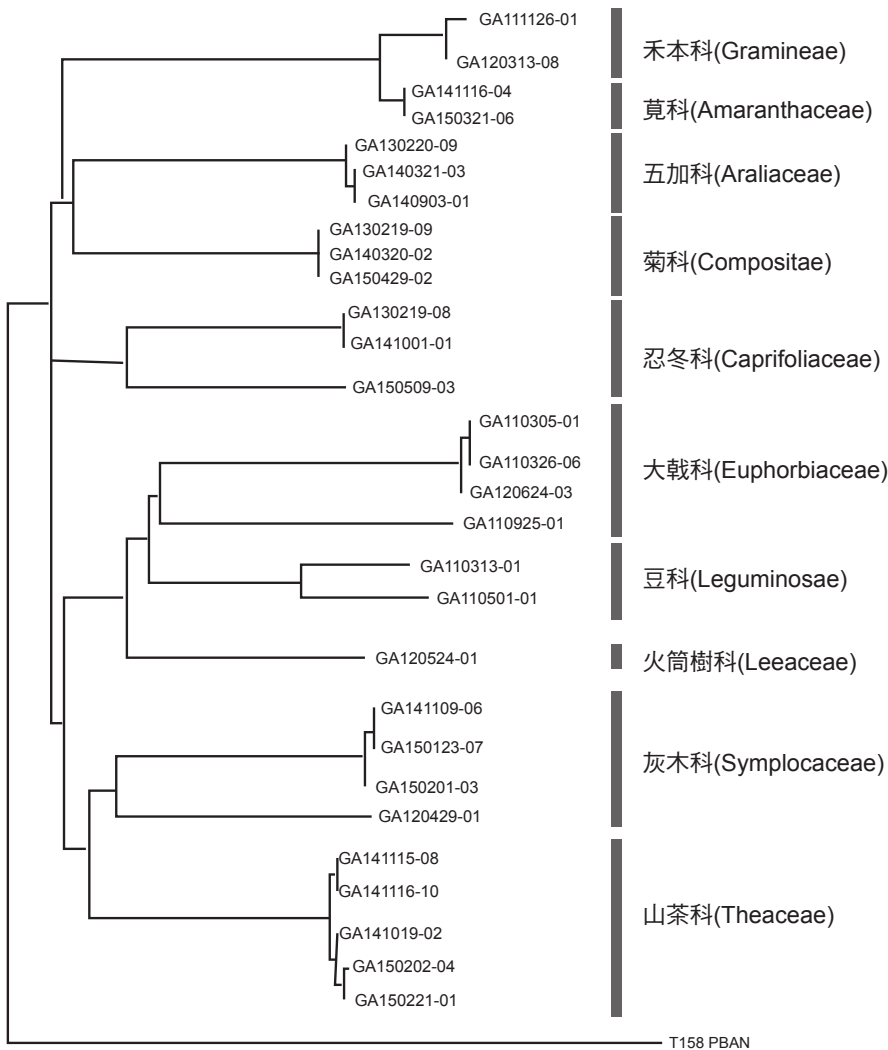 GA111126-01
GA120313-08
禾本科(Gramineae)
GA141116-04
GA150321-06
莧科(Amaranthaceae)
GA130220-09
GA140321-03
GA140903-01
五加科(Araliaceae)
GA130219-09
GA140320-02
GA150429-02
菊科(Compositae)
GA130219-08
GA141001-01
GA150509-03
忍冬科(Caprifoliaceae)
GA110305-01
GA110326-06
GA120624-03
GA110925-01
大戟科(Euphorbiaceae)
GA110313-01
GA110501-01
豆科(Leguminosae)
GA120524-01
火筒樹科(Leeaceae)
GA141109-06
GA150123-07
GA150201-03
GA120429-01
灰木科(Symplocaceae)
GA141115-08
GA141116-10
GA141019-02
GA150202-04
GA150221-01
山茶科(Theaceae)
T158 PBAN